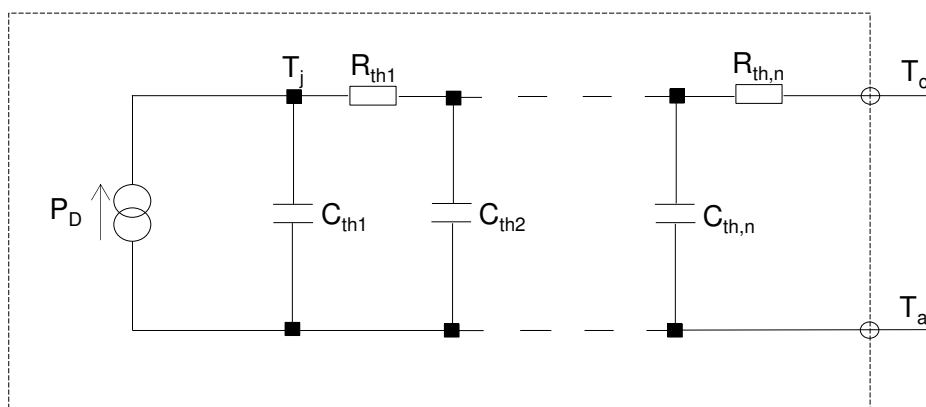 T_j
R_th1
R_th,n
T_c
P_D
C_th1
C_th2
C_th,n
T_a